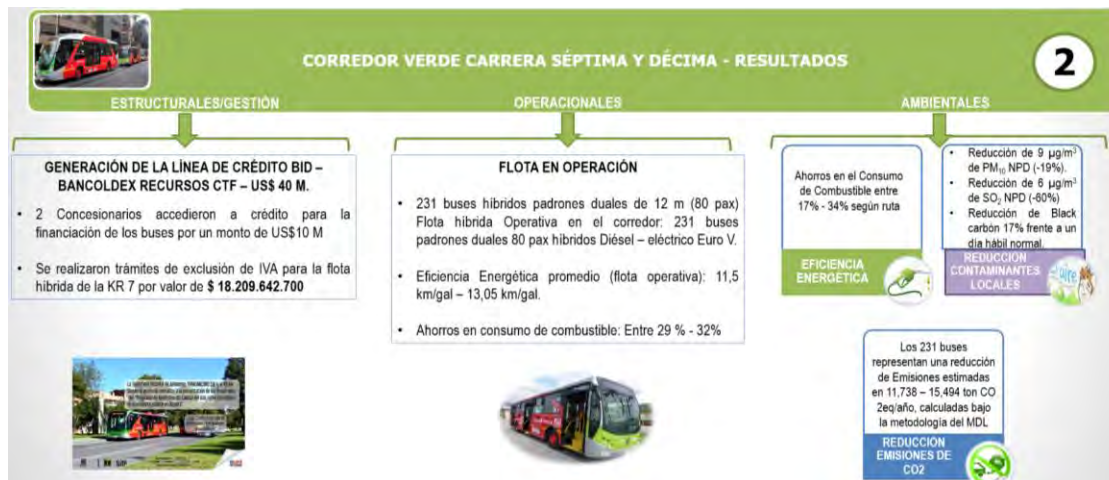 CORREDOR VERDE CARRERA SÉPTIMA Y DÉCIMA - RESULTADOS
2
ESTRUCTURALES/GESTIÓN
OPERACIONALES
AMBIENTALES
GENERACIÓN DE LA LÍNEA DE CRÉDITO BID –
BANCOLDEX RECURSOS CTF – US$ 40 M.
• 2 Concesionarios accedieron a crédito para la
financiación de los buses por un monto de US$10 M
• Se realizaron trámites de exclusión de IVA para la flota
híbrida de la KR 7 por valor de $ 18.209.642.700
FLOTA EN OPERACIÓN
• 231 buses híbridos padrones duales de 12 m (80 pax)
Flota híbrida Operativa en el corredor: 231 buses
padrones duales 80 pax híbridos Diésel – eléctrico Euro V.
• Eficiencia Energética promedio (flota operativa): 11,5
km/gal – 13,05 km/gal.
• Ahorros en consumo de combustible: Entre 29 % - 32%
Ahorros en el Consumo
de Combustible entre
17% - 34% según ruta
EFICIENCIA
ENERGÉTICA
• Reducción de 9 µg/m³
de PM₁₀ NPD (-19%).
• Reducción de 6 µg/m³
de SO₂ NPD (-60%)
• Reducción de Black
carbón 17% frente a un
día hábil normal.
REDUCCIÓN
CONTAMINANTES
LOCALES
aire
Los 231 buses
representan una reducción
de Emisiones estimadas
en 11,738 – 15,494 ton CO
2eq/año, calculadas bajo
la metodología del MDL
REDUCCIÓN
EMISIONES DE
CO2